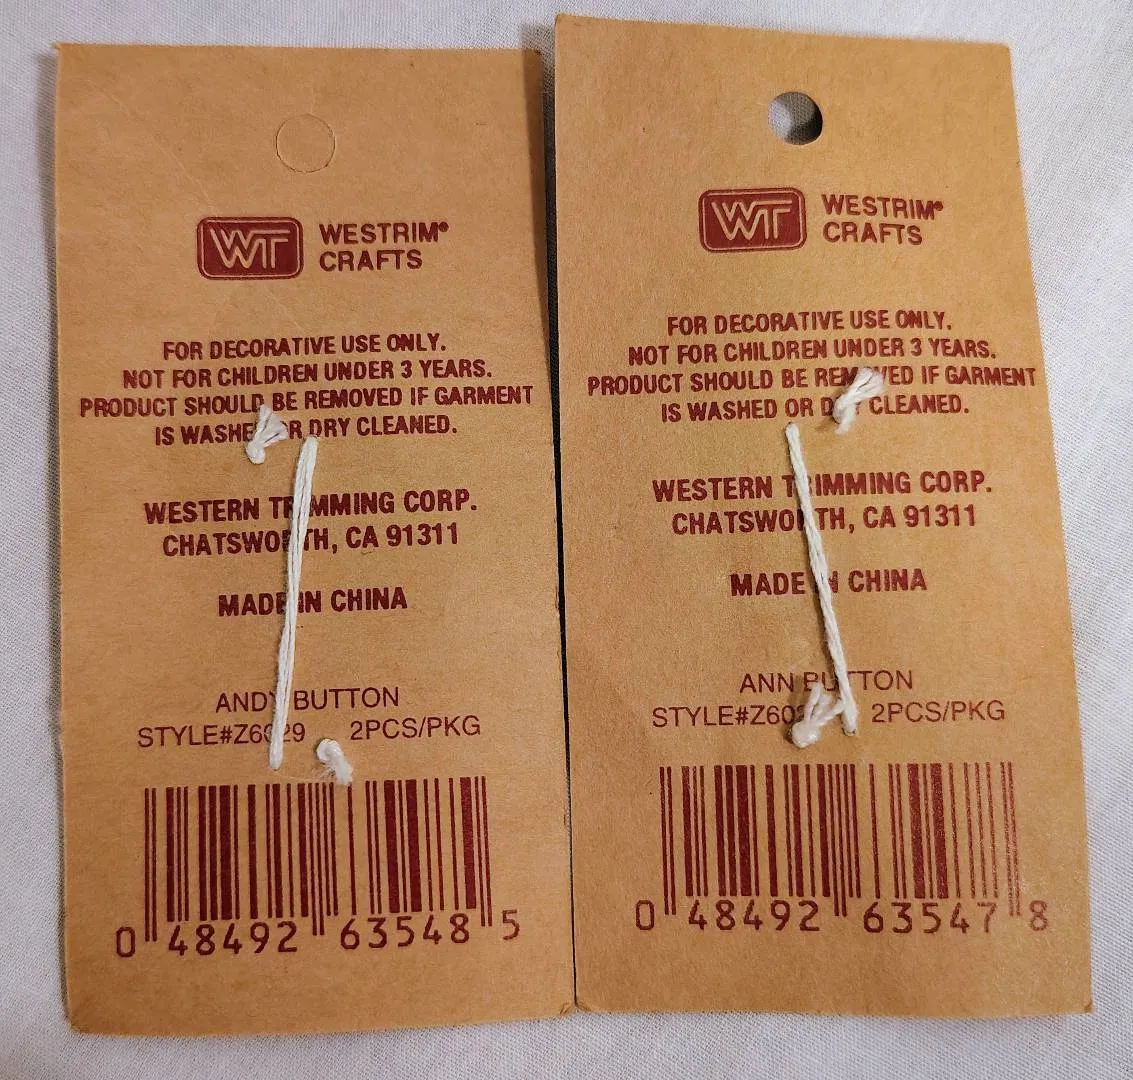 WT
WESTRIM®
CRAFTS
FOR DECORATIVE USE ONLY.
NOT FOR CHILDREN UNDER 3 YEARS.
PRODUCT SHOULD BE REMOVED IF GARMENT
IS WASHED OR DRY CLEANED.
WESTERN TRIMMING CORP.
CHATSWORTH, CA 91311
MADE IN CHINA
ANDY BUTTON
STYLE#Z6029 2PCS/PKG
0 48492 63548 5
WT
WESTRIM®
CRAFTS
FOR DECORATIVE USE ONLY.
NOT FOR CHILDREN UNDER 3 YEARS.
PRODUCT SHOULD BE REMOVED IF GARMENT
IS WASHED OR DRY CLEANED.
WESTERN TRIMMING CORP.
CHATSWORTH, CA 91311
MADE IN CHINA
ANN BUTTON
2PCS/PKG
0 48492 63547 8